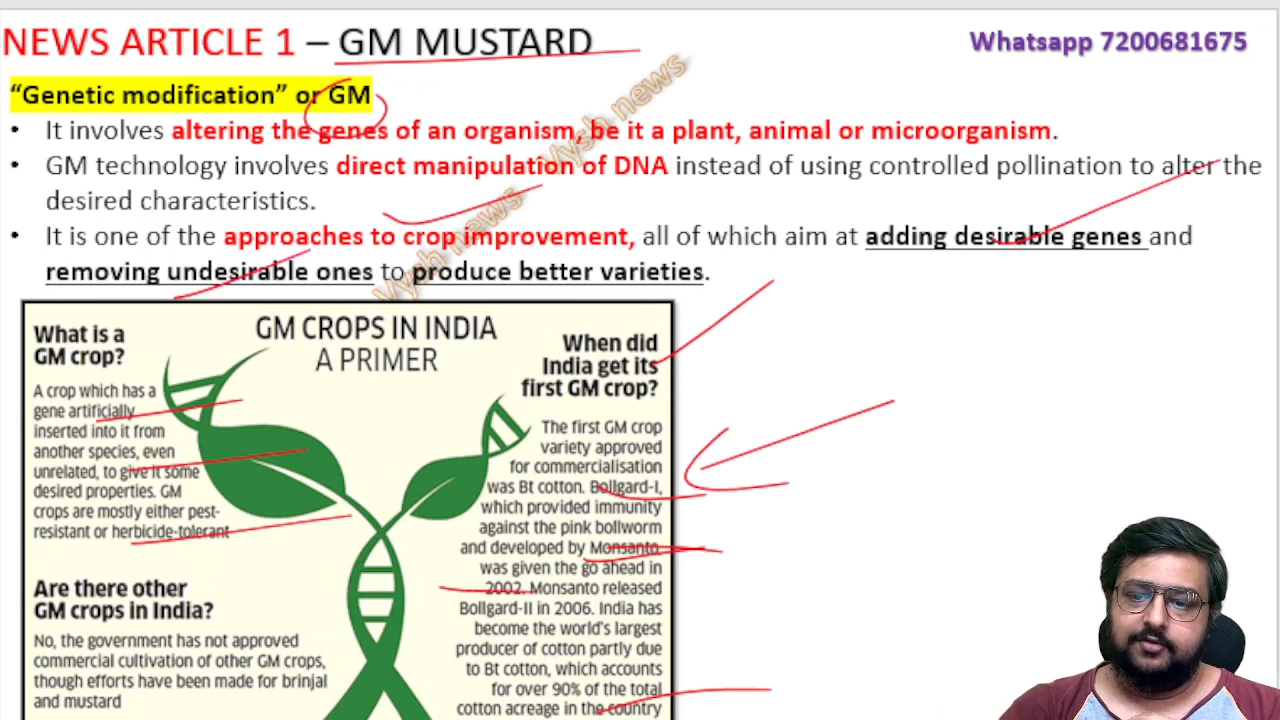 NEWS ARTICLE 1 – GM MUSTARD
Whatsapp 7200681675
“Genetic modification” or GM
• It involves altering the genes of an organism, be it a plant, animal or microorganism.
• GM technology involves direct manipulation of DNA instead of using controlled pollination to alter the
desired characteristics.
• It is one of the approaches to crop improvement, all of which aim at adding desirable genes and
removing undesirable ones to produce better varieties.
vysh news
vysh news
GM CROPS IN INDIA
A PRIMER
What is a
GM crop?
A crop which has a
gene artificially
inserted into it from
another species, even
unrelated, to give it some
desired properties. GM
crops are mostly either pest-
resistant or herbicide-tolerant
Are there other
GM crops in India?
No, the government has not approved
commercial cultivation of other GM crops,
though efforts have been made for brinjal
and mustard
When did
India get its
first GM crop?
The first GM crop
variety approved
for commercialisation
was Bt cotton. Bollgard-I,
which provided immunity
against the pink bollworm
and developed by Monsanto,
was given the go ahead in
2002. Monsanto released
Bollgard-II in 2006. India has
become the world's largest
producer of cotton partly due
to Bt cotton, which accounts
for over 90% of the total
cotton acreage in the country